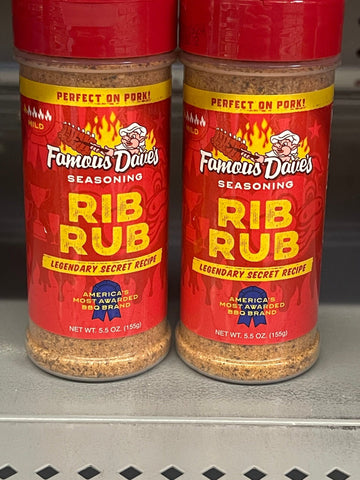 PERFECT ON PORK!
MILD
Famous Dave's
SEASONING
RIB
RUB
LEGENDARY SECRET RECIPE
AMERICA'S
MOST AWARDED
BBQ BRAND
NET WT. 5.5 OZ. (155g)
PERFECT ON PORK!
MILD
Famous Dave's
SEASONING
RIB
RUB
LEGENDARY SECRET RECIPE
AMERICA'S
MOST AWARDED
BBQ BRAND
NET WT. 5.5 OZ. (155g)